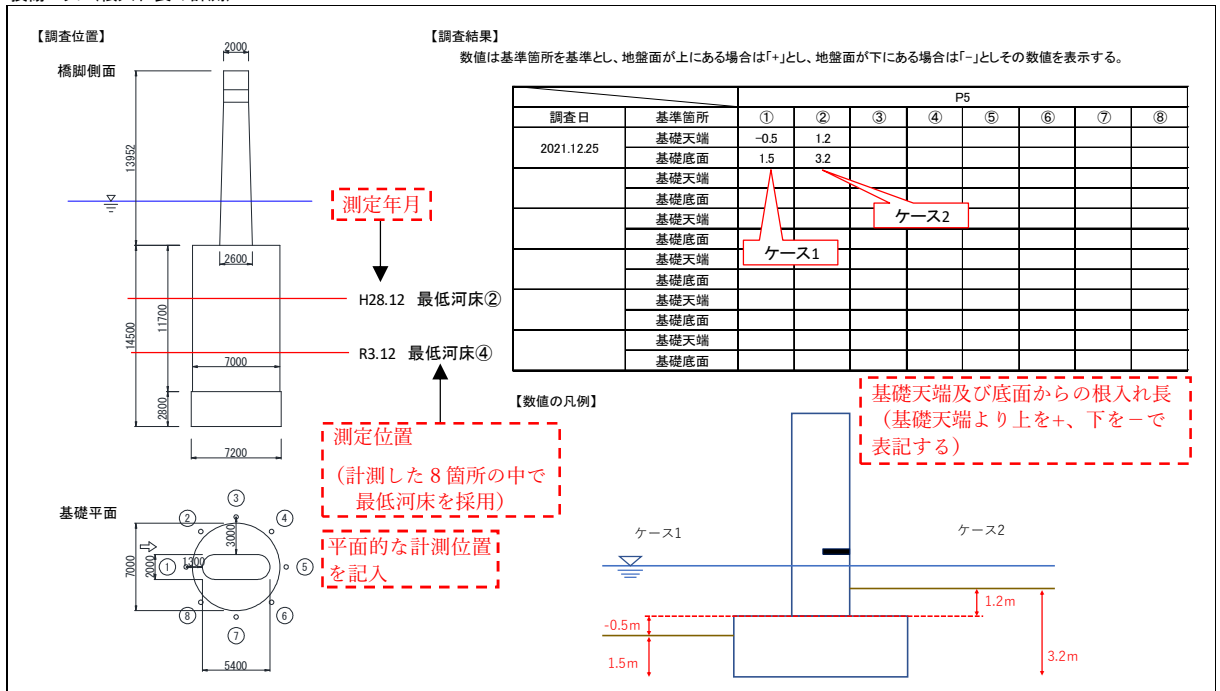 【調査位置】
橋脚側面
2000
13952
2600
11700
14500
7000
2800
7200
測定年月
H28.12 最低河床②
R3.12 最低河床④
測定位置
(計測した8箇所の中で
最低河床を採用)
基礎平面
平面的な計測位置
を記入
①
②
③
④
⑤
⑥
⑦
⑧
7000
2000
1300
3000
5400
【調査結果】
数値は基準箇所を基準とし、地盤面が上にある場合は「+」とし、地盤面が下にある場合は「-」としその数値を表示する。
P5
調査日 基準箇所 ① ② ③ ④ ⑤ ⑥ ⑦ ⑧
2021.12.25
基礎天端 -0.5 1.2
基礎底面 1.5 3.2
基礎天端
基礎底面
基礎天端
基礎底面
基礎天端
基礎底面
基礎天端
基礎底面
基礎天端
基礎底面
ケース1
ケース2
基礎天端及び底面からの根入れ長
(基礎天端より上を+、下を-で
表記する)
【数値の凡例】
ケース1
ケース2
-0.5m
1.5m
1.2m
3.2m